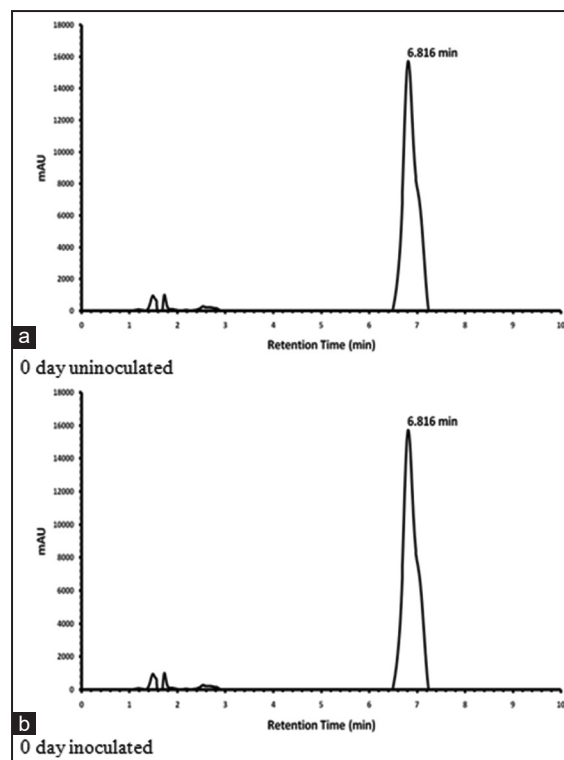 18000
16000
14000
12000
10000
8000
6000
4000
2000
0
mAU
6.816 min
0 1 2 3 4 5 6 7 8 9 10
Retention Time (min)
a
0 day uninoculated
18000
16000
14000
12000
10000
8000
6000
4000
2000
0
mAU
6.816 min
0 1 2 3 4 5 6 7 8 9 10
Retention Time (min)
b
0 day inoculated